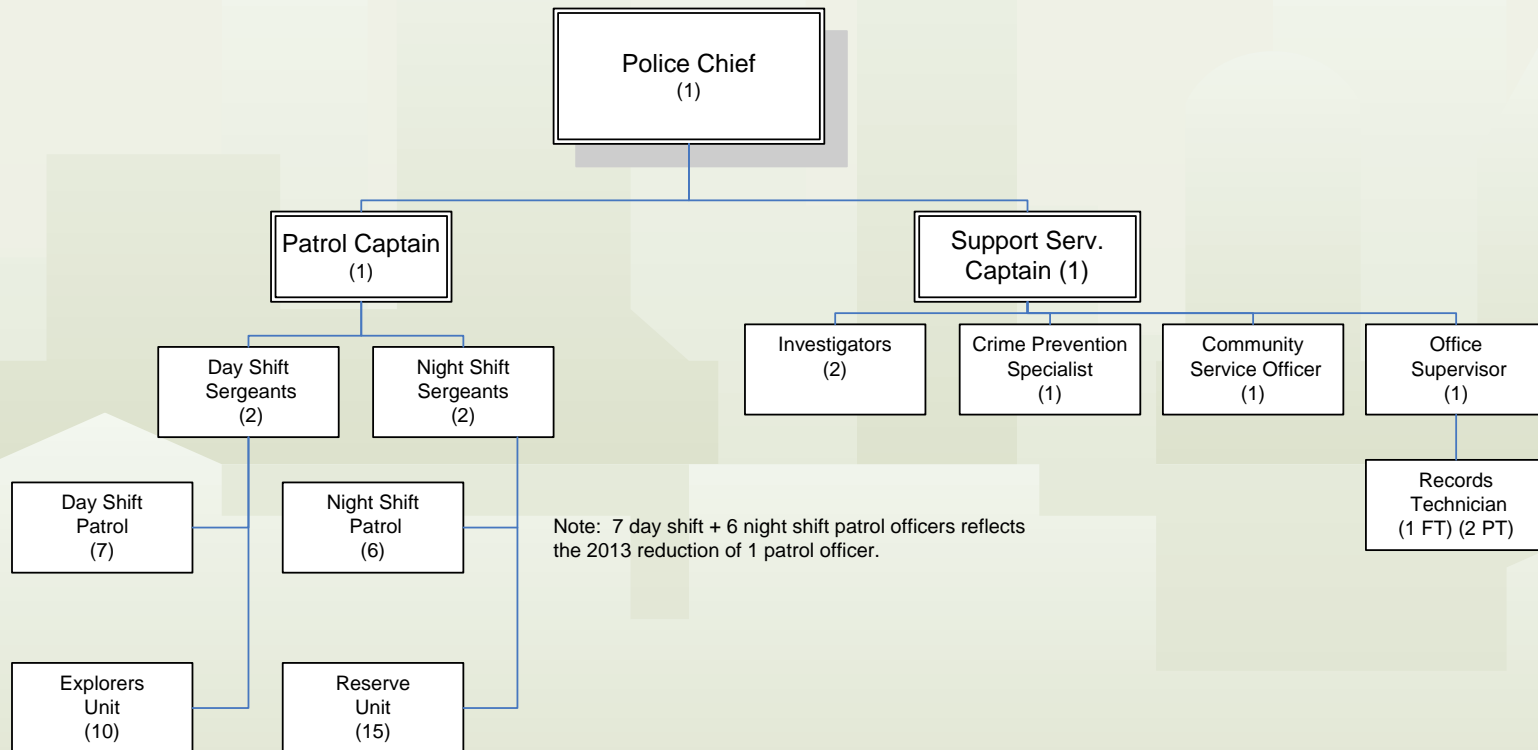 Police Chief
(1)
Patrol Captain
(1)
Support Serv.
Captain (1)
Day Shift
Sergeants
(2)
Night Shift
Sergeants
(2)
Investigators
(2)
Crime Prevention
Specialist
(1)
Community
Service Officer
(1)
Office
Supervisor
(1)
Day Shift
Patrol
(7)
Night Shift
Patrol
(6)
Note:  7 day shift + 6 night shift patrol officers reflects
the 2013 reduction of 1 patrol officer.
Records
Technician
(1 FT) (2 PT)
Explorers
Unit
(10)
Reserve
Unit
(15)